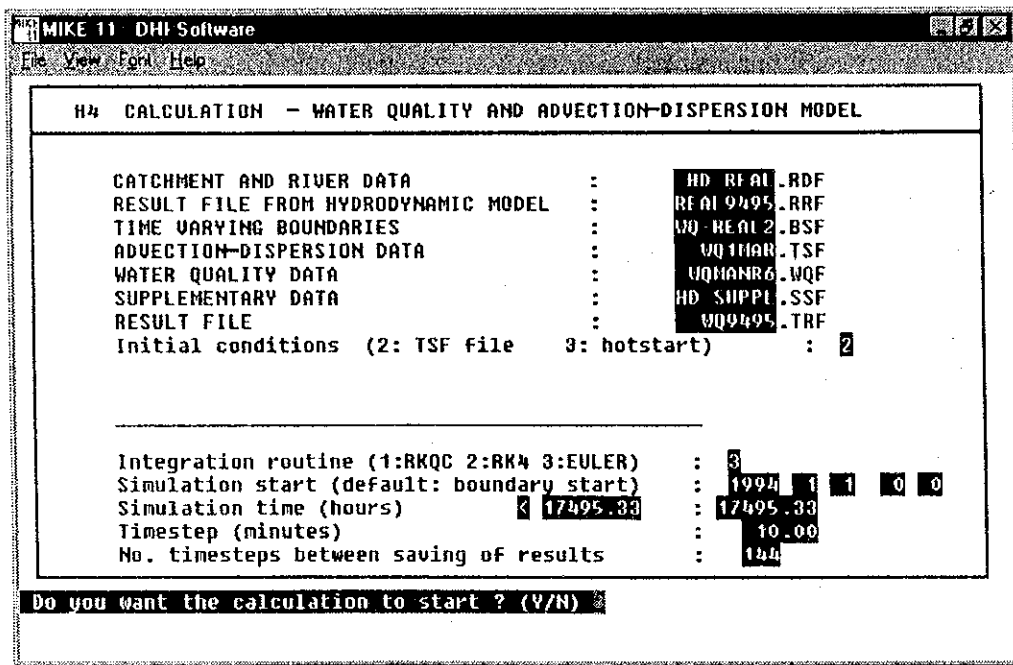 MIKE 11 - DHI Software
File View Font Help
H4 CALCULATION - WATER QUALITY AND ADVECTION-DISPERSION MODEL
CATCHMENT AND RIVER DATA : HD REAL .RDF
RESULT FILE FROM HYDRODYNAMIC MODEL : REAL9495 .RRF
TIME VARYING BOUNDARIES : WQ-REAL2 .BSF
ADVECTION-DISPERSION DATA : WQ1MAR .TSF
WATER QUALITY DATA : WQMANR6 .WQF
SUPPLEMENTARY DATA : HD SUPPL .SSF
RESULT FILE : WQ9495 .TRF
Initial conditions (2: TSF file 3: hotstart) : 2
Integration routine (1:RKQC 2:RK4 3:EULER) : 3
Simulation start (default: boundary start) : 1994 1 1 0 0
Simulation time (hours) < 17495.33 : 17495.33
Timestep (minutes) : 10.00
No. timesteps between saving of results : 144
Do you want the calculation to start ? (Y/N)